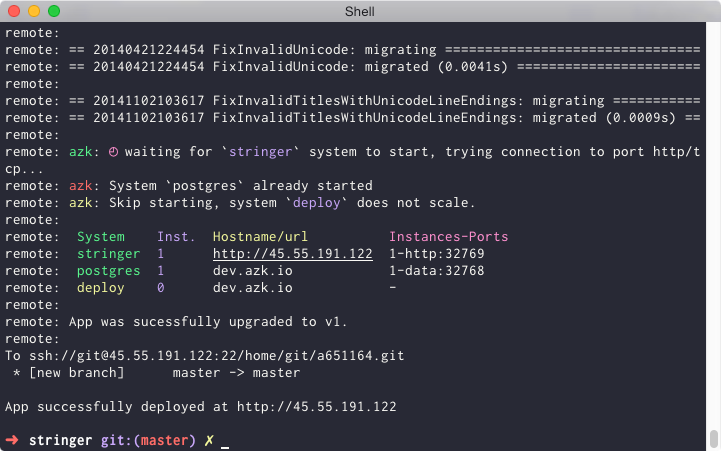 Shell
remote:
remote: == 20140421224454 FixInvalidUnicode: migrating ================================
remote: == 20140421224454 FixInvalidUnicode: migrated (0.0041s) =======================
remote:
remote: == 20141102103617 FixInvalidTitlesWithUnicodeLineEndings: migrating ===========
remote: == 20141102103617 FixInvalidTitlesWithUnicodeLineEndings: migrated (0.0009s) ==
remote:
remote: azk: ◴ waiting for `stringer` system to start, trying connection to port http/t
cp...
remote: azk: System `postgres` already started
remote: azk: Skip starting, system `deploy` does not scale.
remote:
remote:  System    Inst.  Hostname/url          Instances-Ports
remote:  stringer  1      http://45.55.191.122  1-http:32769
remote:  postgres  1      dev.azk.io            1-data:32768
remote:  deploy    0      dev.azk.io            -
remote:
remote: App was sucessfully upgraded to v1.
remote:
To ssh://git@45.55.191.122:22/home/git/a651164.git
 * [new branch]      master -> master
App successfully deployed at http://45.55.191.122
➜  stringer git:(master) ✗ _